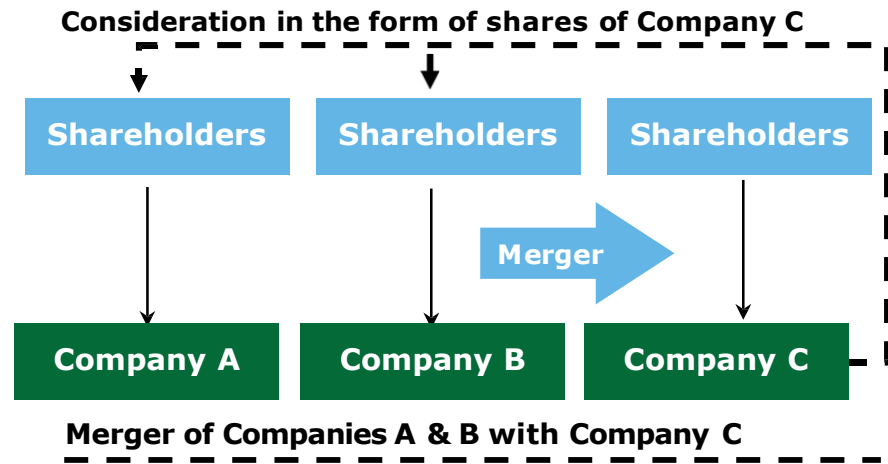 Consideration in the form of shares of Company C
Shareholders
Shareholders
Shareholders
Merger
Company A
Company B
Company C
Merger of Companies A & B with Company C